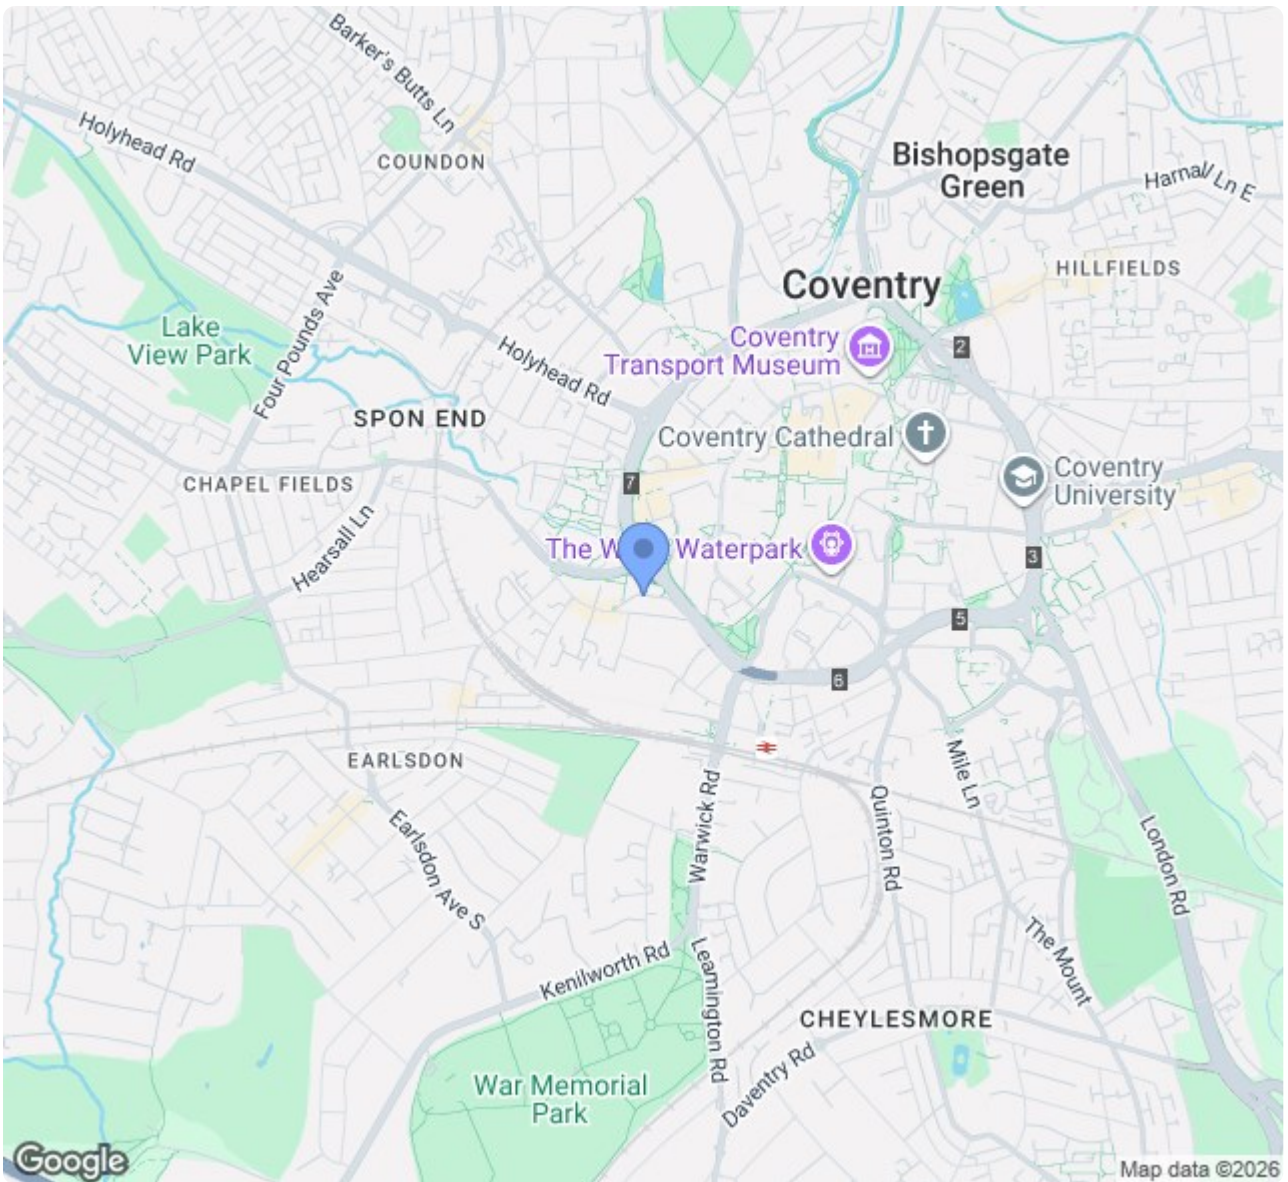 Barker's Butts Ln
Holyhead Rd
COUNDON
Bishopsgate
Green
Harnall Ln E
HILLFIELDS
Coventry
Four Pounds Ave
Lake
View Park
Coventry
Transport Museum
2
Holyhead Rd
SPON END
Coventry Cathedral
Coventry
University
CHAPEL FIELDS
7
Hearsall Ln
The W
Waterpark
3
5
6
EARLSDON
Mile Ln
Warwick Rd
Quinton Rd
London Rd
Earlsdon Ave S
The Mount
Kenilworth Rd
Leamington Rd
CHEYLESMORE
Daventry Rd
War Memorial
Park
Google
Map data ©2026